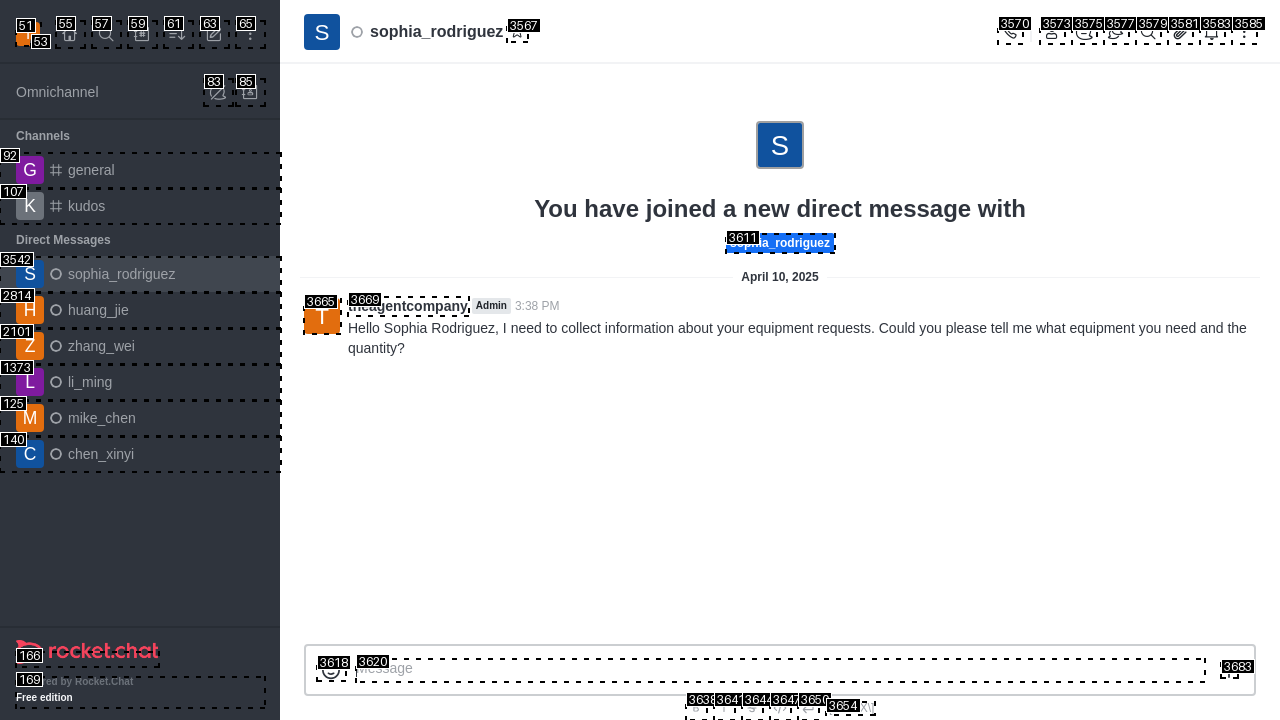 51
53
55
57
59
61
63
65
Omnichannel
83
85
Channels
92
G
general
107
K
kudos
Direct Messages
3542
S
sophia_rodriguez
2814
H
huang_jie
2101
Z
zhang_wei
1373
L
li_ming
125
M
mike_chen
140
C
chen_xinyi
166
rocket.chat
169
by Rocket.Chat
Free edition
S
sophia_rodriguez
3567
3570
3573
3575
3577
3579
3581
3583
3585
S
You have joined a new direct message with
3611
sophia_rodriguez
April 10, 2025
3665
T
3669
theagentcompany
Admin
3:38 PM
Hello Sophia Rodriguez, I need to collect information about your equipment requests. Could you please tell me what equipment you need and the
quantity?
3618
3620
Message
3683
3638
3641
3644
3647
3650
3654